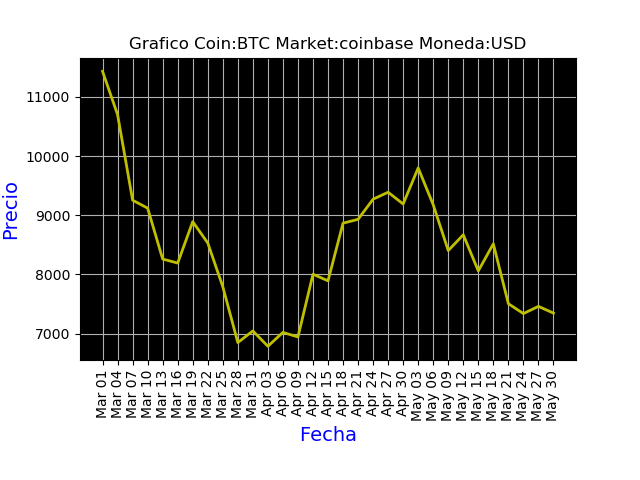 Grafico Coin:BTC Market:coinbase Moneda:USD
Precio
11000
10000
9000
8000
7000
Mar 01
Mar 04
Mar 07
Mar 10
Mar 13
Mar 16
Mar 19
Mar 22
Mar 25
Mar 28
Mar 31
Apr 03
Apr 06
Apr 09
Apr 12
Apr 15
Apr 18
Apr 21
Apr 24
Apr 27
Apr 30
May 03
May 06
May 09
May 12
May 15
May 18
May 21
May 24
May 27
May 30
Fecha